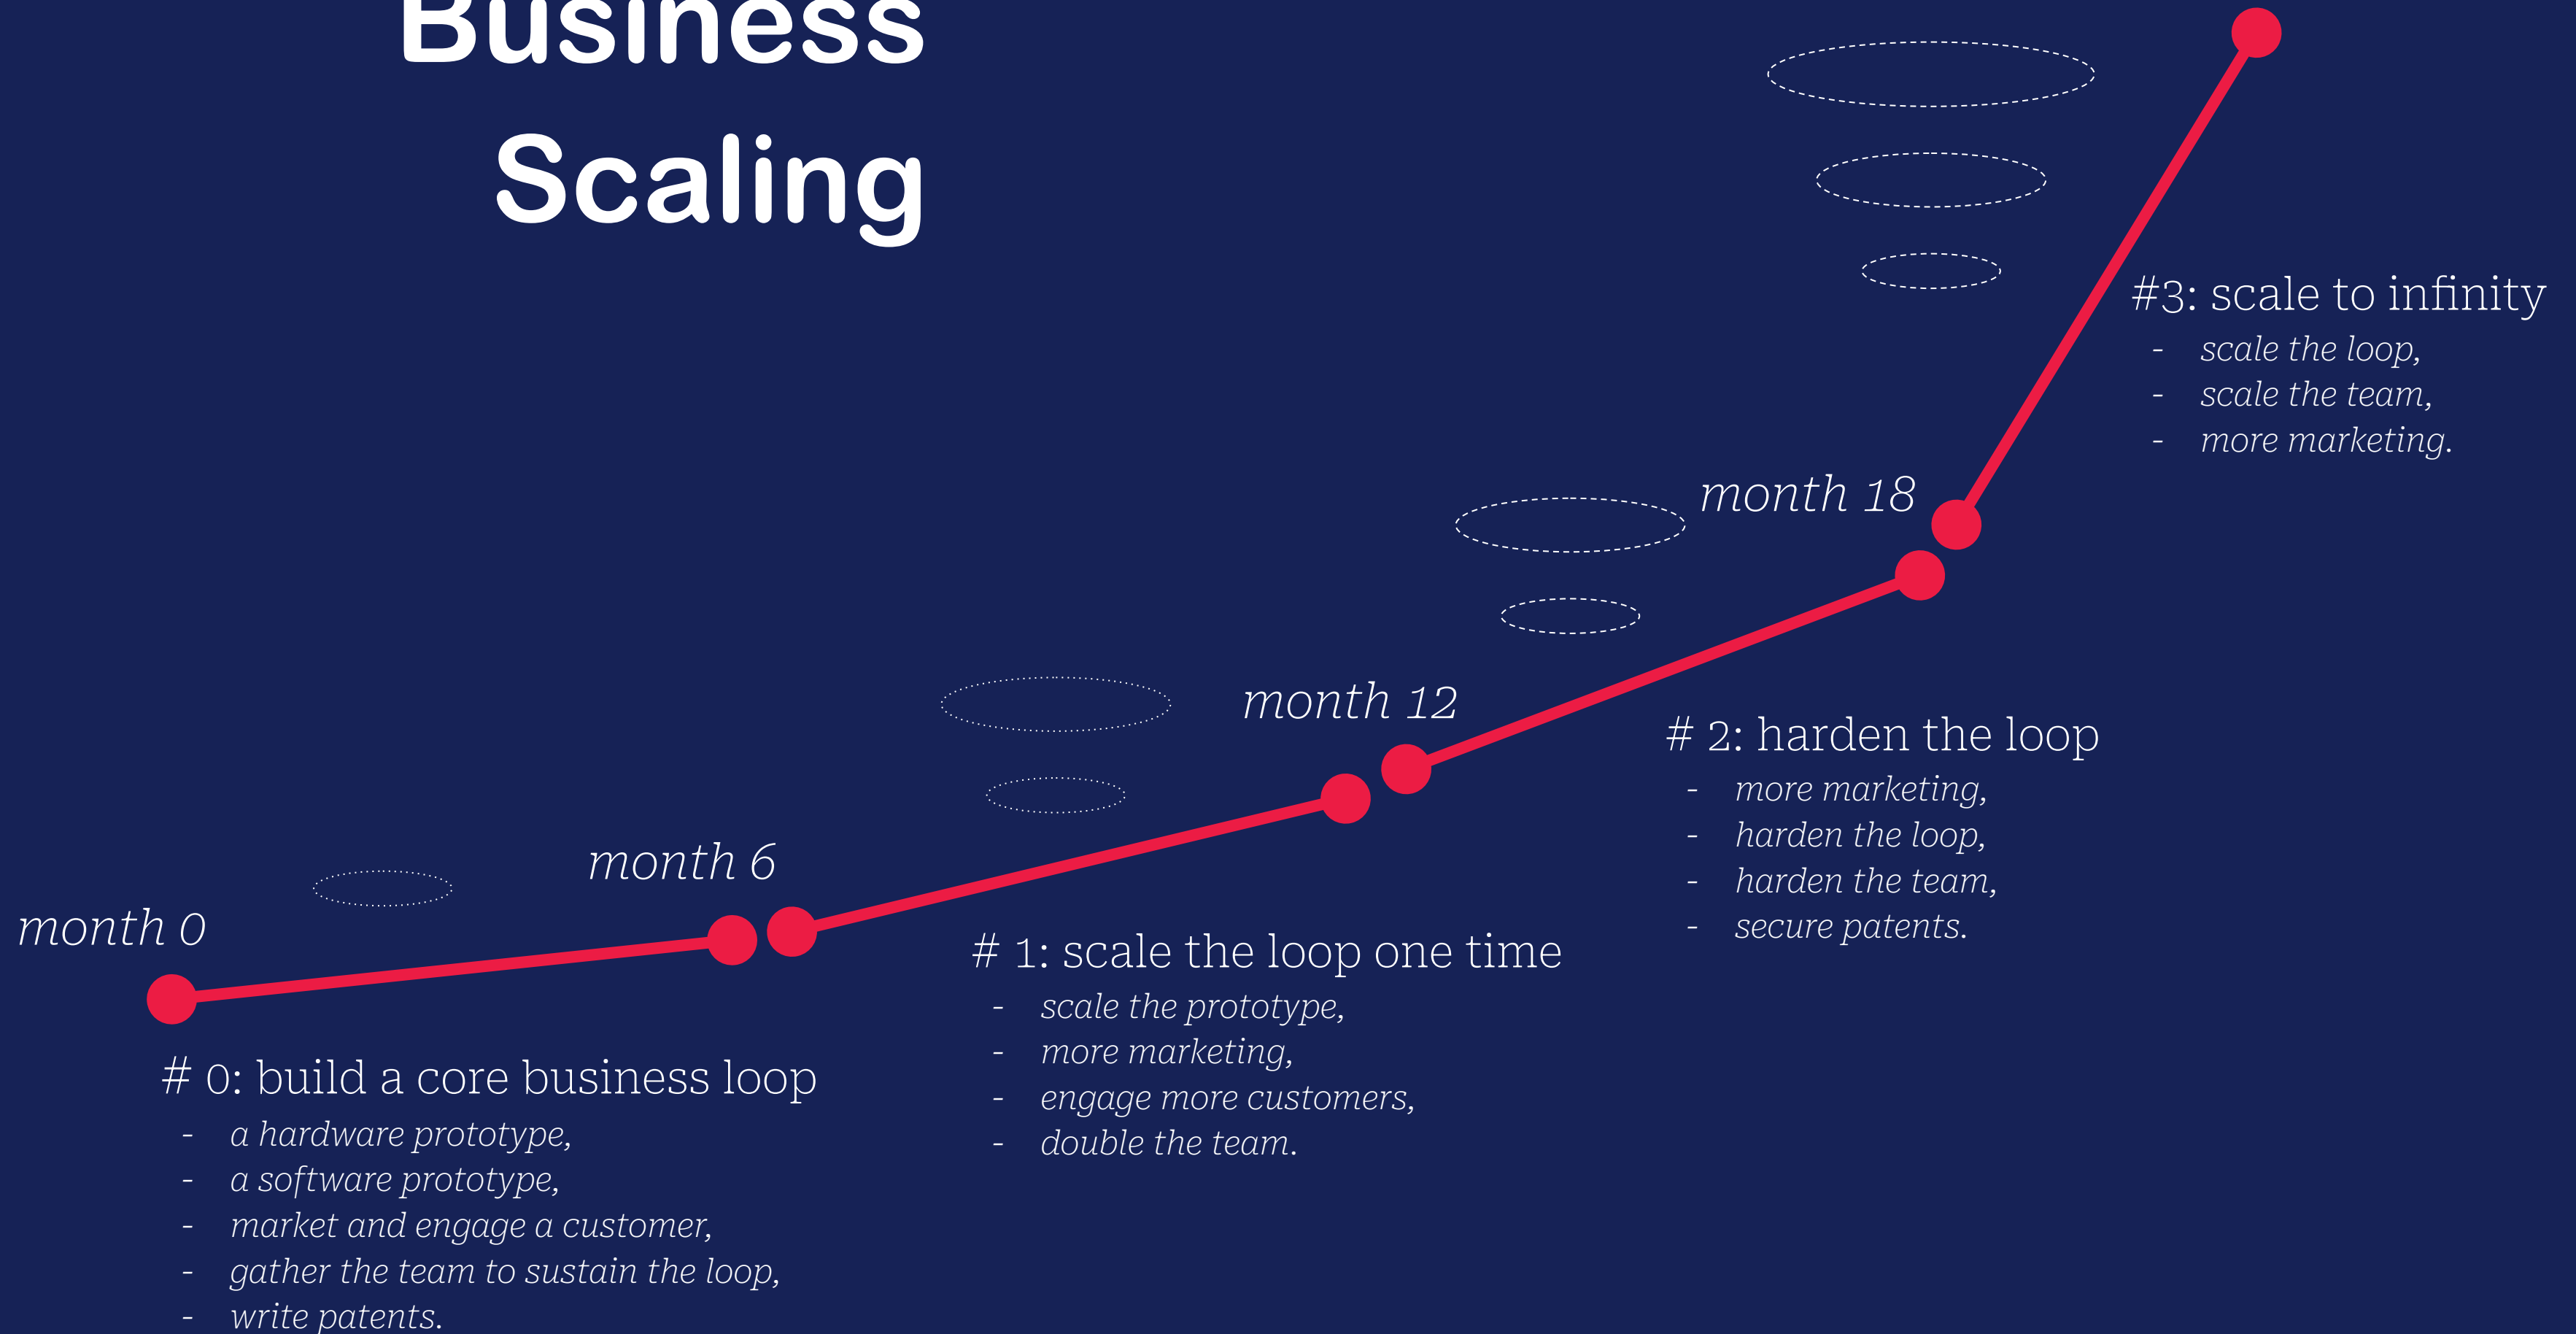 Business
Scaling
month 0
# 0: build a core business loop
- a hardware prototype,
- a software prototype,
- market and engage a customer,
- gather the team to sustain the loop,
- write patents.
month 6
# 1: scale the loop one time
- scale the prototype,
- more marketing,
- engage more customers,
- double the team.
month 12
# 2: harden the loop
- more marketing,
- harden the loop,
- harden the team,
- secure patents.
month 18
#3: scale to infinity
- scale the loop,
- scale the team,
- more marketing.